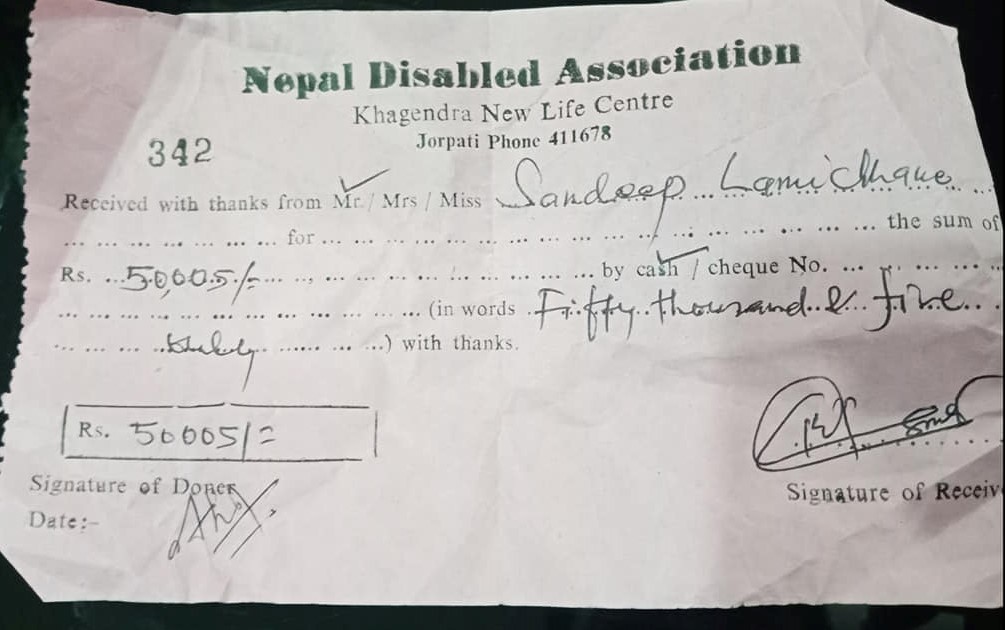 Nepal Disabled Association
Khagendra New Life Centre
Jorpati Phone 411678
342
Received with thanks from Mr./ Mrs / Miss Sandeep Lamichhane
for ... the sum of
Rs. 50,005/- by cash / cheque No.
(in words Fifty thousand & five
) with thanks.
Rs. 50005/=
Signature of Doner
Date:-
Signature of Receiv